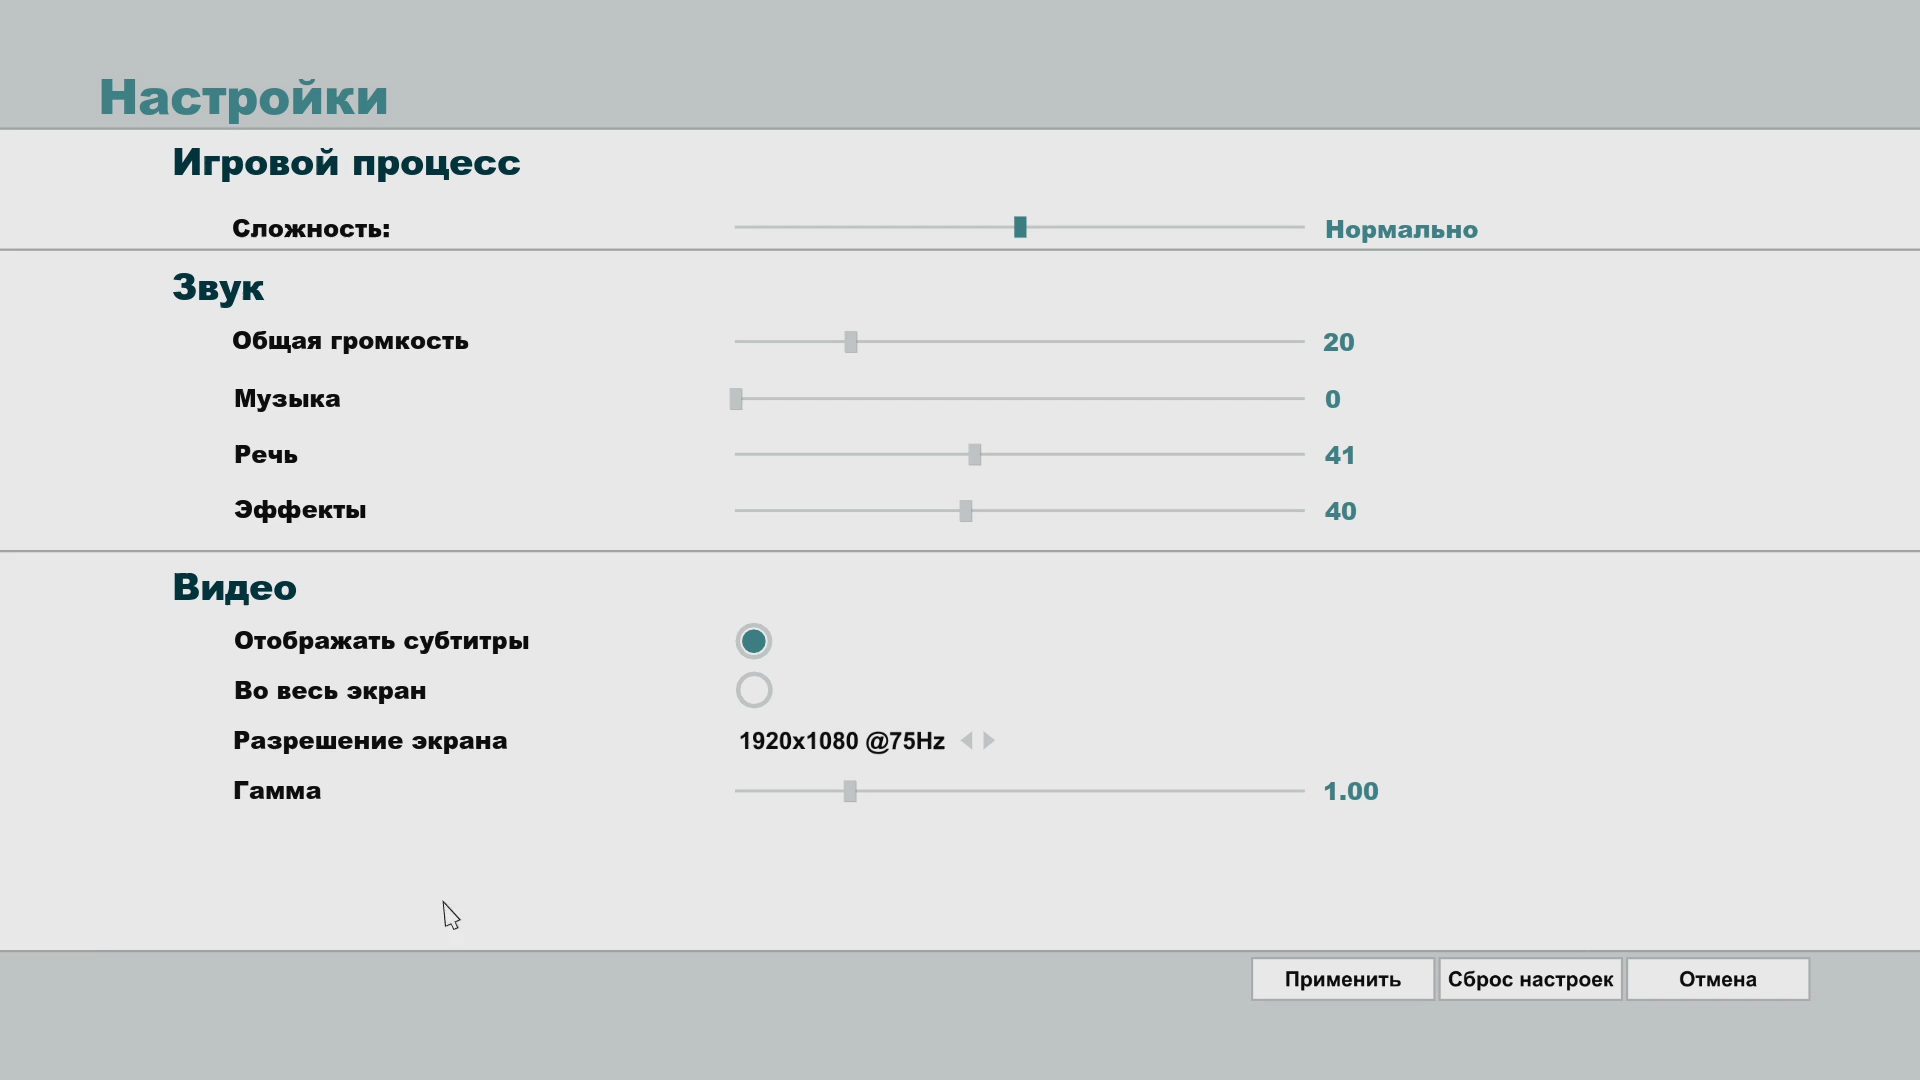 Настройки
Игровой процесс
Сложность: Нормально
Звук
Общая громкость 20
Музыка 0
Речь 41
Эффекты 40
Видео
Отображать субтитры
Во весь экран
Разрешение экрана 1920x1080 @75Hz
Гамма 1.00
Применить Сброс настроек Отмена